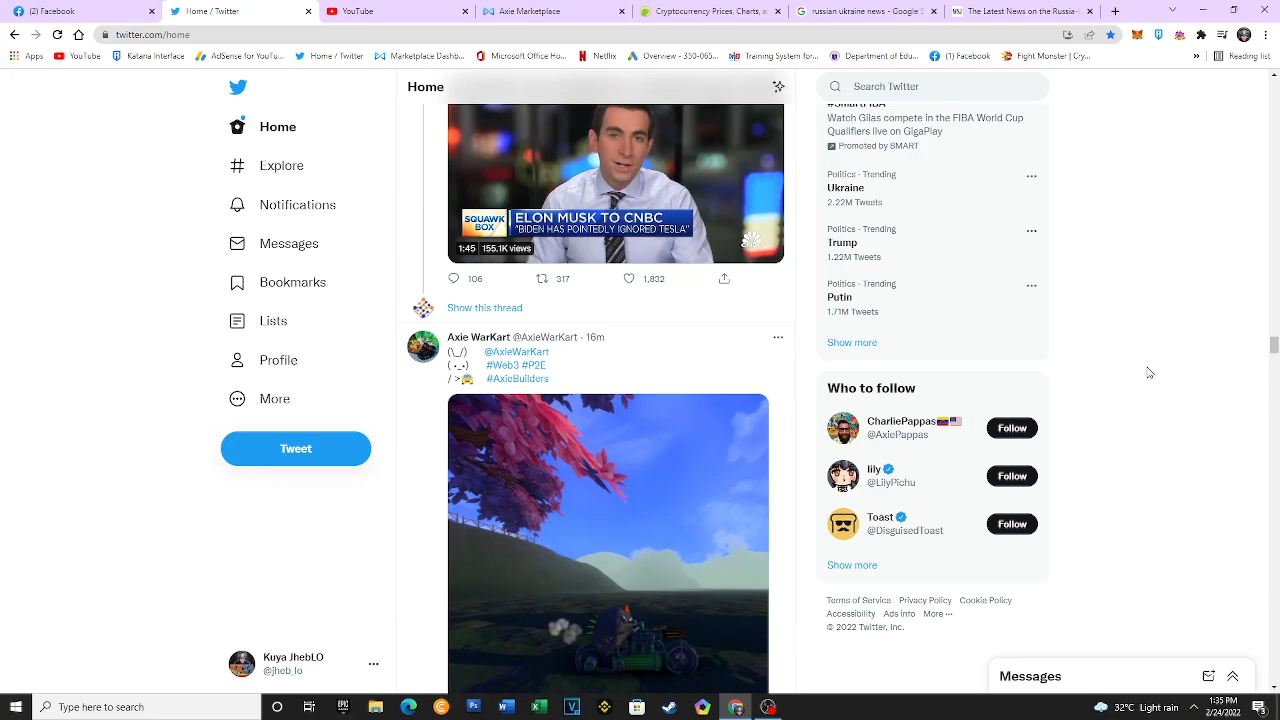 (2) Facebook
Home / Twitter
YouTube
Axie Marketplace
Cryptocurrency Prices, Charts
russian ukraine news - Google S
The Latest News on the Russia-
twitter.com/home
Apps
YouTube
Ketana Interface
AdSense for YouTu...
Home / Twitter
Marketplace Dashb...
Microsoft Office Ho...
Netflix
Overview - 350-065...
Training System for...
Department of Edu...
(1) Facebook
Fight Monster | Cry...
Reading list
Home
Explore
Notifications
Messages
Bookmarks
Lists
Profile
More
Tweet
Kuya JhebLO
@jheb_lo
Home
SQUAWK BOX
ELON MUSK TO CNBC
"BIDEN HAS POINTEDLY IGNORED TESLA"
1:45 155.1K views
106 317 1,832
Show this thread
Axie WarKart @AxieWarKart · 16m
(\_/) @AxieWarKart
( •_•) #Web3 #P2E
/ > #AxieBuilders
Search Twitter
Watch Gilas compete in the FIBA World Cup
Qualifiers live on GigaPlay
Promoted by SMART
Politics · Trending
Ukraine
2.22M Tweets
Politics · Trending
Trump
1.22M Tweets
Politics · Trending
Putin
1.71M Tweets
Show more
Who to follow
CharliePappas
@AxiePappas
Follow
lily
@LilyPichu
Follow
Toast
@DisguisedToast
Follow
Show more
Terms of Service Privacy Policy Cookie Policy
Accessibility Ads info More ···
© 2022 Twitter, Inc.
Messages
Type here to search
32°C Light rain
1:35 PM
2/24/2022